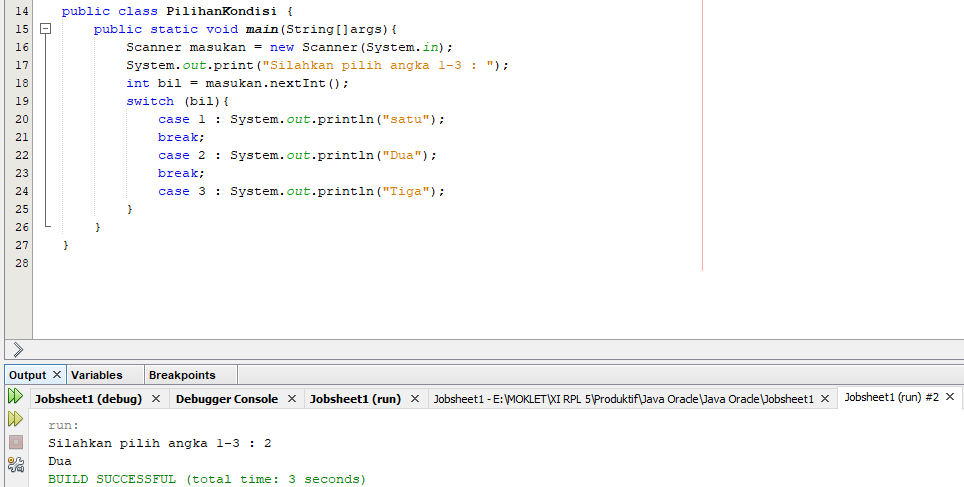 14 public class PilihanKondisi {
15 public static void main(String[]args){
16 Scanner masukan = new Scanner(System.in);
17 System.out.print("Silahkan pilih angka 1-3 : ");
18 int bil = masukan.nextInt();
19 switch (bil){
20 case 1 : System.out.println("satu");
21 break;
22 case 2 : System.out.println("Dua");
23 break;
24 case 3 : System.out.println("Tiga");
25 }
26 }
27 }
28
Output Variables Breakpoints
Jobsheet1 (debug) Debugger Console Jobsheet1 (run) Jobsheet1 - E:\MOKLET\XI RPL 5\Produktif\Java Oracle\Java Oracle\Jobsheet1 Jobsheet1 (run) #2
run:
Silahkan pilih angka 1-3 : 2
Dua
BUILD SUCCESSFUL (total time: 3 seconds)